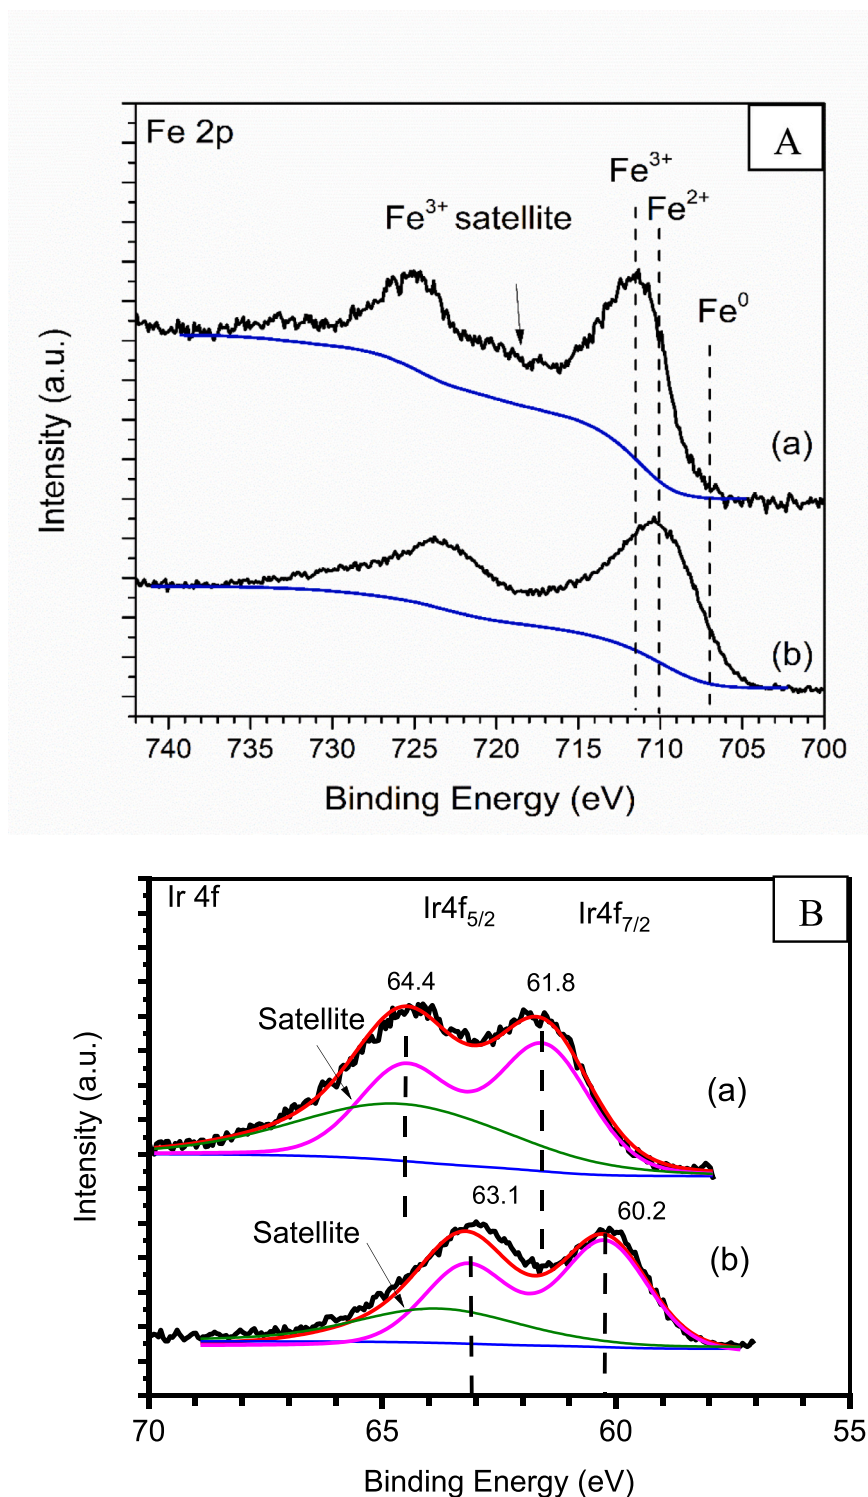 Fe 2p
A
Fe³⁺
Fe²⁺
Fe³⁺ satellite
Fe⁰
(a)
(b)
Intensity (a.u.)
740 735 730 725 720 715 710 705 700
Binding Energy (eV)
Ir 4f
Ir4f₅/₂
Ir4f₇/₂
B
64.4
61.8
Satellite
(a)
63.1
60.2
Satellite
(b)
Intensity (a.u.)
70 65 60 55
Binding Energy (eV)